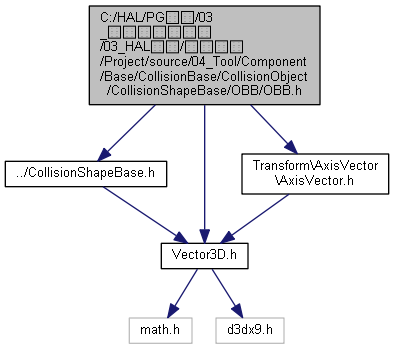 C:/HAL/PG□□□/03
_□□□□□□□
/03_HAL□□/□□□□
/Project/source/04_Tool/Component
/Base/CollisionBase/CollisionObject
/CollisionShapeBase/OBB/OBB.h
../CollisionShapeBase.h
Transform\AxisVector
\AxisVector.h
Vector3D.h
math.h
d3dx9.h